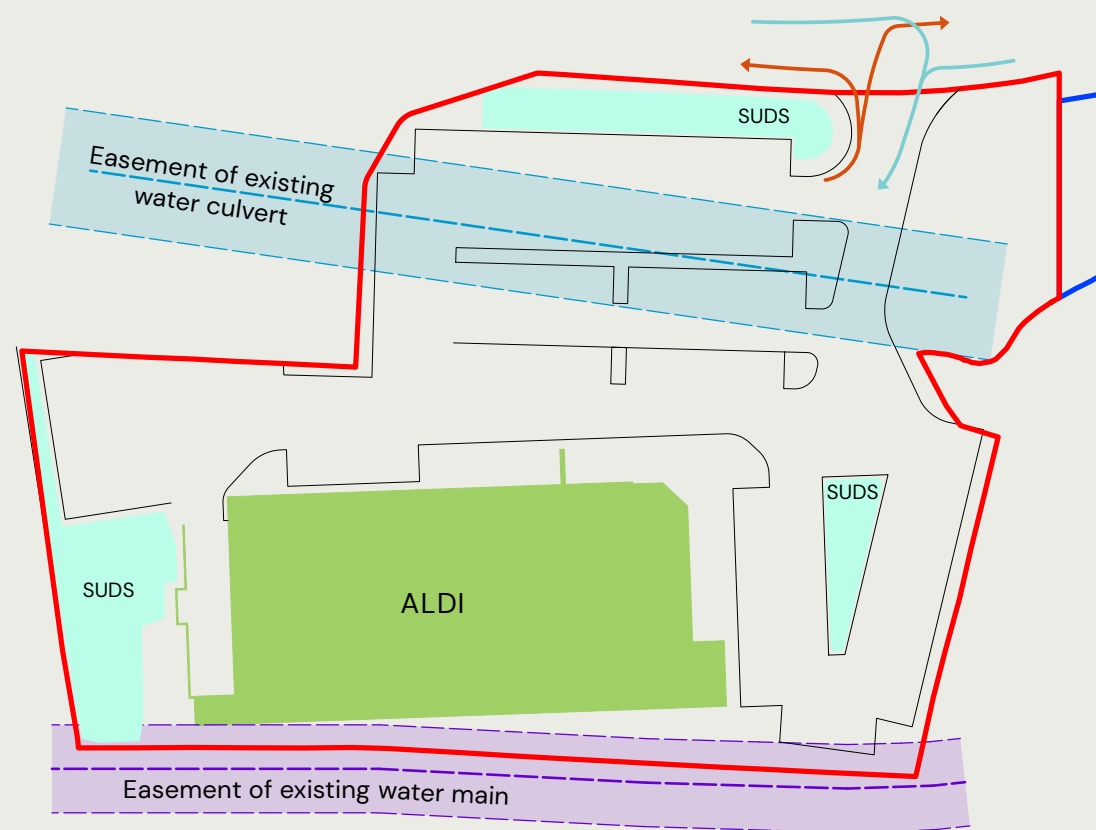 SUDS
Easement of existing
water culvert
SUDS
SUDS
ALDI
Easement of existing water main